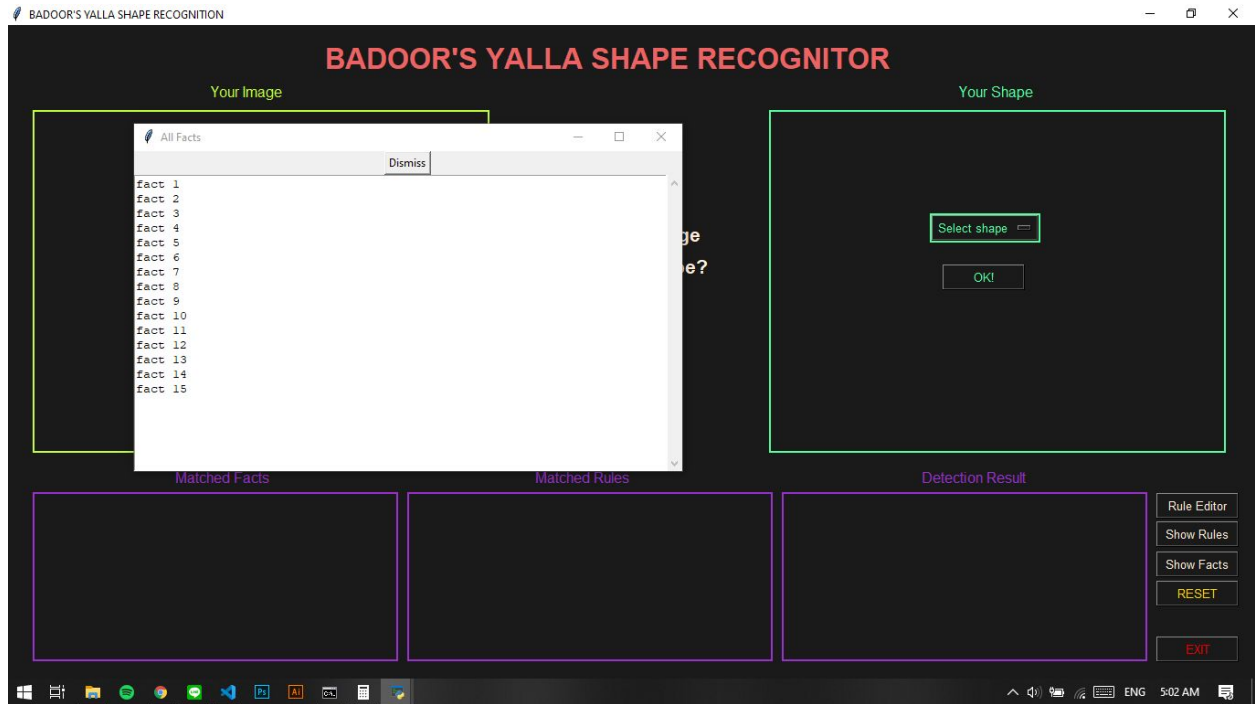 BADOOR'S YALLA SHAPE RECOGNITION
BADOOR'S YALLA SHAPE RECOGNITOR
Your Image
Your Shape
All Facts
Dismiss
fact 1
fact 2
fact 3
fact 4
fact 5
fact 6
fact 7
fact 8
fact 9
fact 10
fact 11
fact 12
fact 13
fact 14
fact 15
Select shape
OK!
Matched Facts
Matched Rules
Detection Result
Rule Editor
Show Rules
Show Facts
RESET
EXIT
Ps
Ai
ENG
5:02 AM